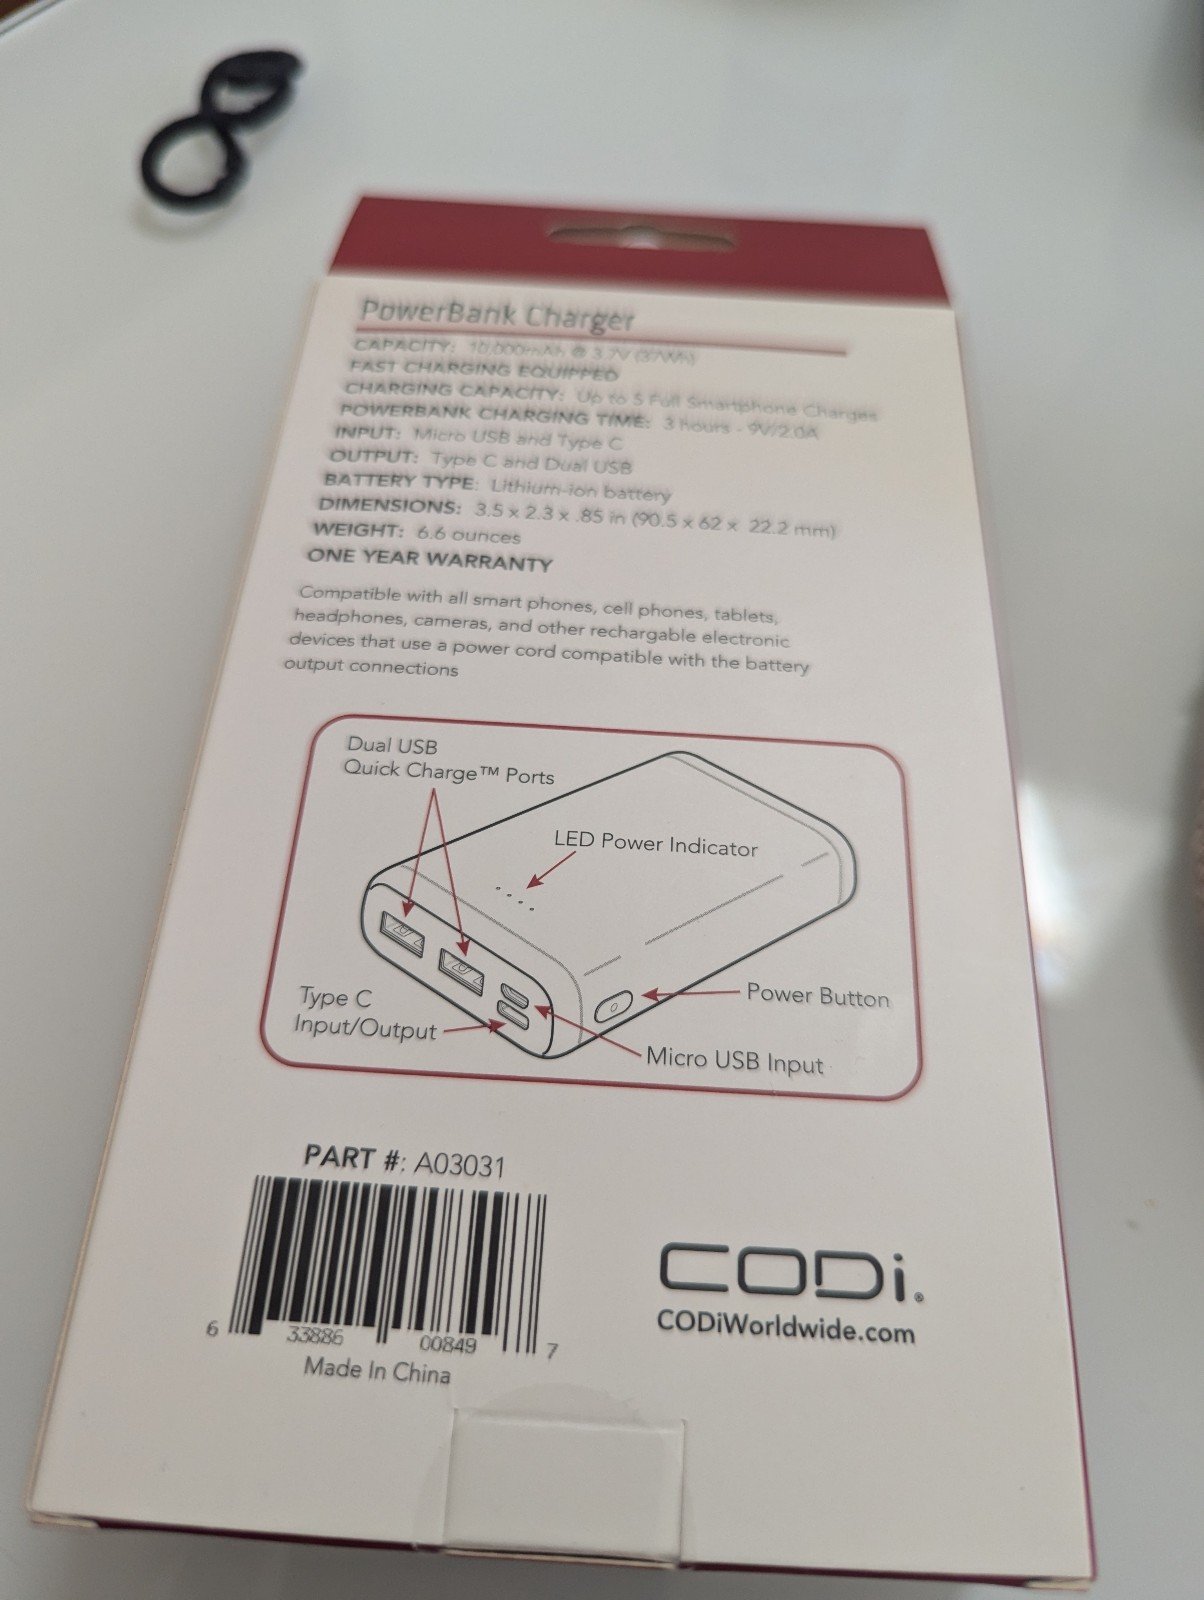 PowerBank Charger
CAPACITY: 10,000mAh @ 3.7V (37Wh)
FAST CHARGING EQUIPPED
CHARGING CAPACITY: Up to 5 Full Smartphone Charges
POWERBANK CHARGING TIME: 3 hours - 9V/2.0A
INPUT: Micro USB and Type C
OUTPUT: Type C and Dual USB
BATTERY TYPE: Lithium-ion battery
DIMENSIONS: 3.5 x 2.3 x .85 in (90.5 x 62 x 22.2 mm)
WEIGHT: 6.6 ounces
ONE YEAR WARRANTY
Compatible with all smart phones, cell phones, tablets,
headphones, cameras, and other rechargable electronic
devices that use a power cord compatible with the battery
output connections
Dual USB
Quick Charge™ Ports
LED Power Indicator
Type C
Input/Output
Power Button
Micro USB Input
PART #: A03031
6 33886 00849 7
Made In China
CODi®
CODiWorldwide.com